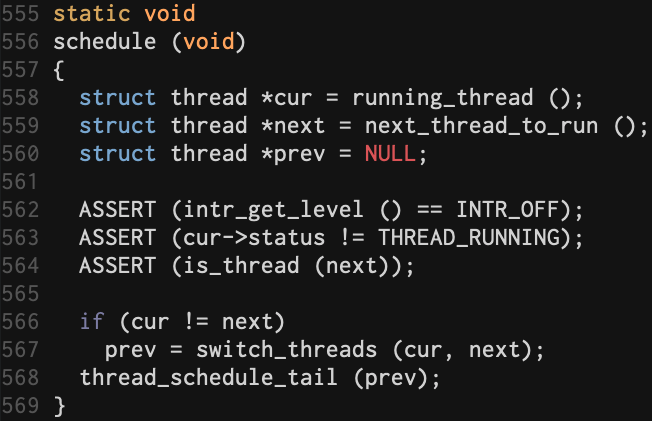 555 static void
556 schedule (void)
557 {
558   struct thread *cur = running_thread ();
559   struct thread *next = next_thread_to_run ();
560   struct thread *prev = NULL;
561
562   ASSERT (intr_get_level () == INTR_OFF);
563   ASSERT (cur->status != THREAD_RUNNING);
564   ASSERT (is_thread (next));
565
566   if (cur != next)
567     prev = switch_threads (cur, next);
568   thread_schedule_tail (prev);
569 }